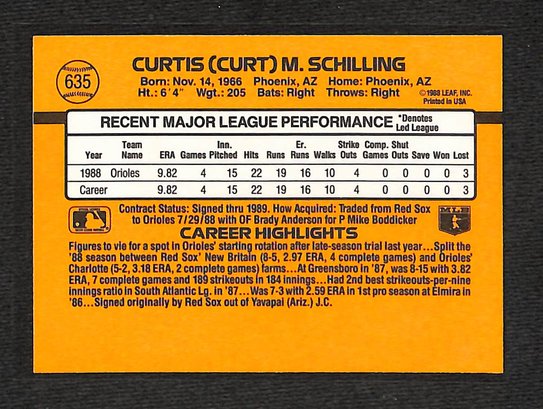 635
CURTIS (CURT) M. SCHILLING
Born: Nov. 14, 1966 Phoenix, AZ Home: Phoenix, AZ
Ht.: 6'4" Wgt.: 205 Bats: Right Throws: Right
©1988 LEAF, INC.
Printed in USA
RECENT MAJOR LEAGUE PERFORMANCE *Denotes Led League
Year Team Name ERA Games Inn. Pitched Hits Runs Er. Runs Walks Strike Outs Comp. Games Shut Outs Save Won Lost
1988 Orioles 9.82 4 15 22 19 16 10 4 0 0 0 0 3
Career 9.82 4 15 22 19 16 10 4 0 0 0 0 3
Contract Status: Signed thru 1989. How Acquired: Traded from Red Sox
to Orioles 7/29/88 with OF Brady Anderson for P Mike Boddicker
CAREER HIGHLIGHTS
Figures to vie for a spot in Orioles' starting rotation after late-season trial last year...Split the
'88 season between Red Sox' New Britain (8-5, 2.97 ERA, 4 complete games) and Orioles'
Charlotte (5-2, 3.18 ERA, 2 complete games) farms...At Greensboro in '87, was 8-15 with 3.82
ERA, 7 complete games and 189 strikeouts in 184 innings...Had 2nd best strikeouts-per-nine
innings ratio in South Atlantic Lg. in '87...Was 7-3 with 2.59 ERA in 1st pro season at Elmira in
'86...Signed originally by Red Sox out of Yavapai (Ariz.) J.C.